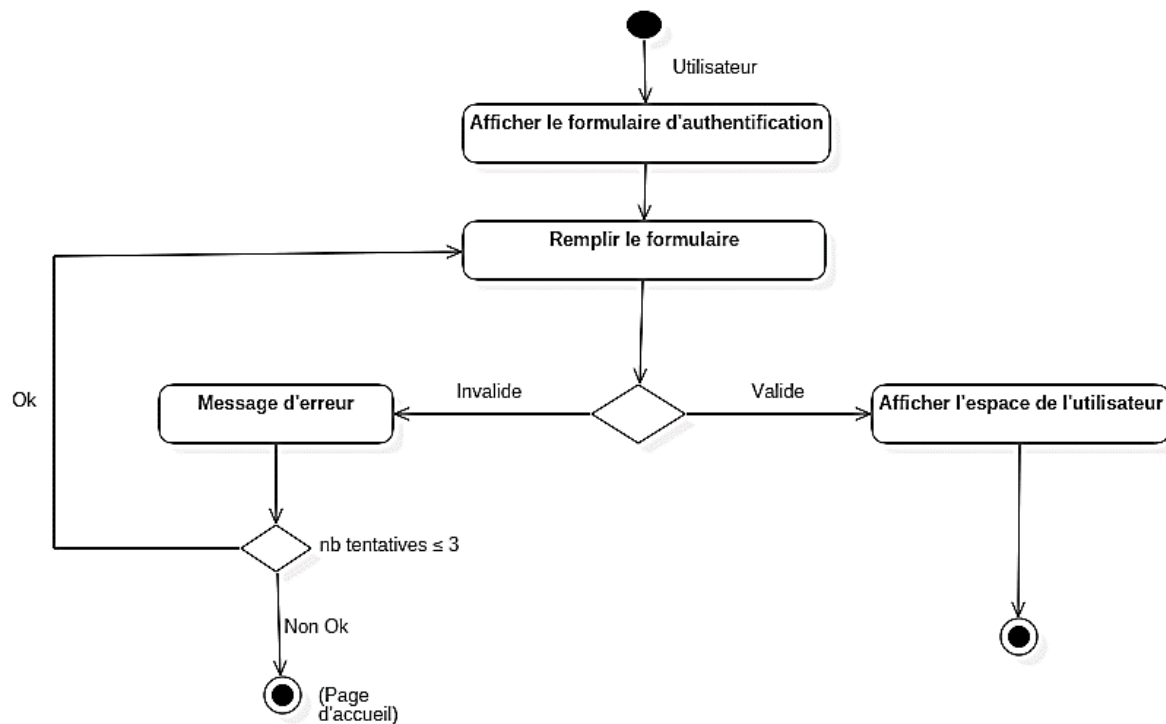 Utilisateur
Afficher le formulaire d'authentification
Remplir le formulaire
Invalide
Valide
Ok
Message d'erreur
Afficher l'espace de l'utilisateur
nb tentatives ≤ 3
Non Ok
(Page
d'accueil)